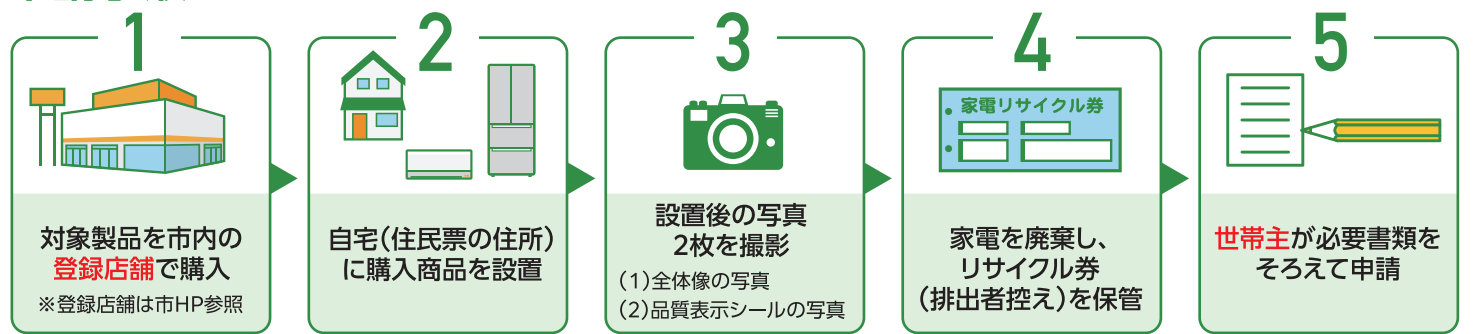 1
対象製品を市内の
登録店舗で購入
※登録店舗は市HP参照
2
自宅（住民票の住所）
に購入商品を設置
3
設置後の写真
2枚を撮影
（1）全体像の写真
（2）品質表示シールの写真
4
家電リサイクル券
家電を廃棄し、
リサイクル券
（排出者控え）を保管
5
世帯主が必要書類を
そろえて申請